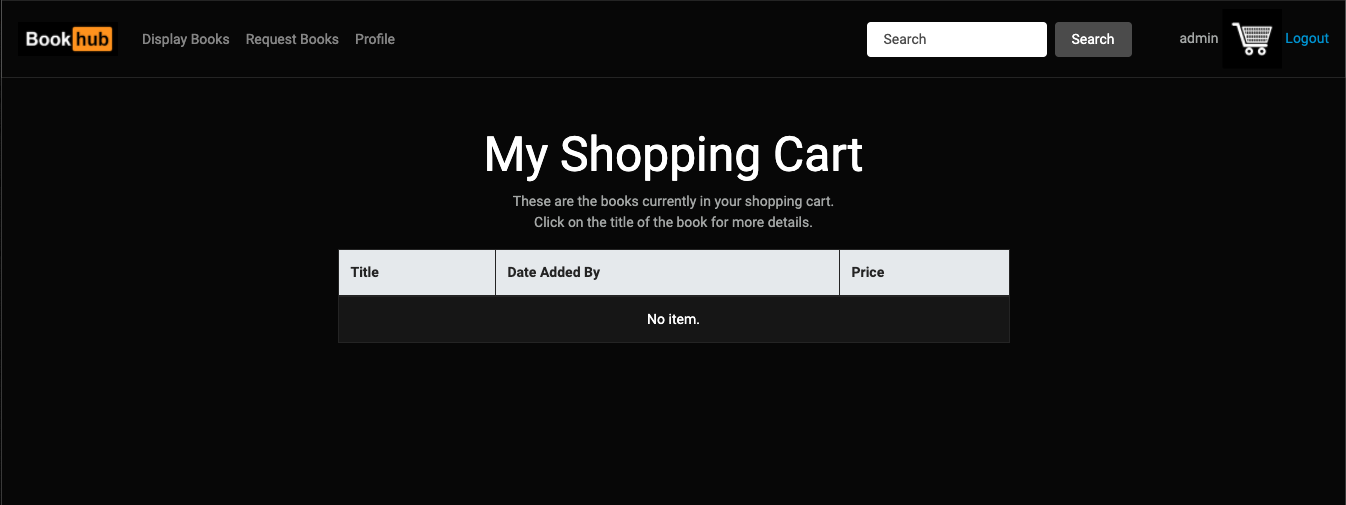 Bookhub Display Books Request Books Profile Search Search admin Logout
My Shopping Cart
These are the books currently in your shopping cart.
Click on the title of the book for more details.
Title Date Added By Price
No item.